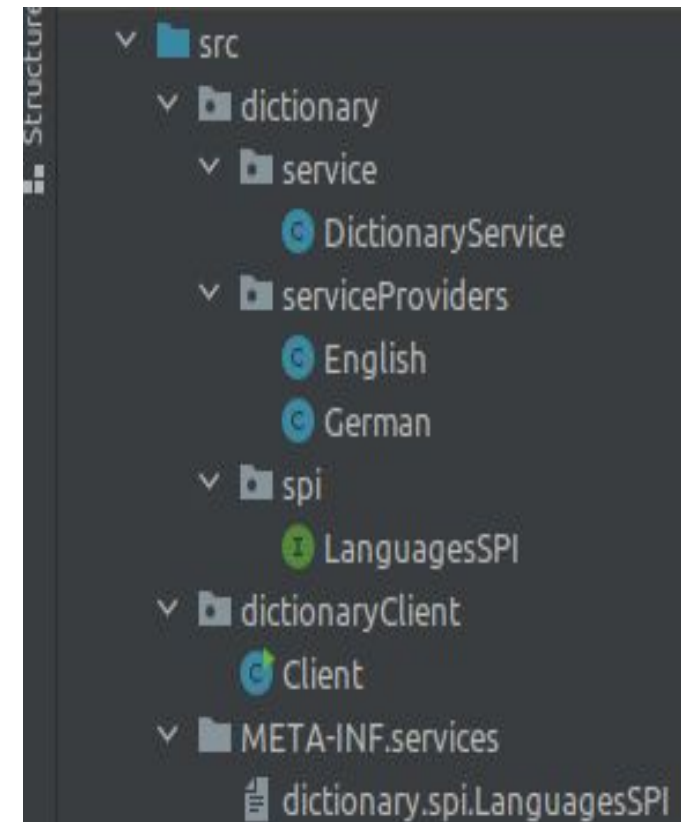 Structure
src
dictionary
service
C DictionaryService
serviceProviders
C English
C German
spi
I LanguagesSPI
dictionaryClient
C Client
META-INF.services
dictionary.spi.LanguagesSPI